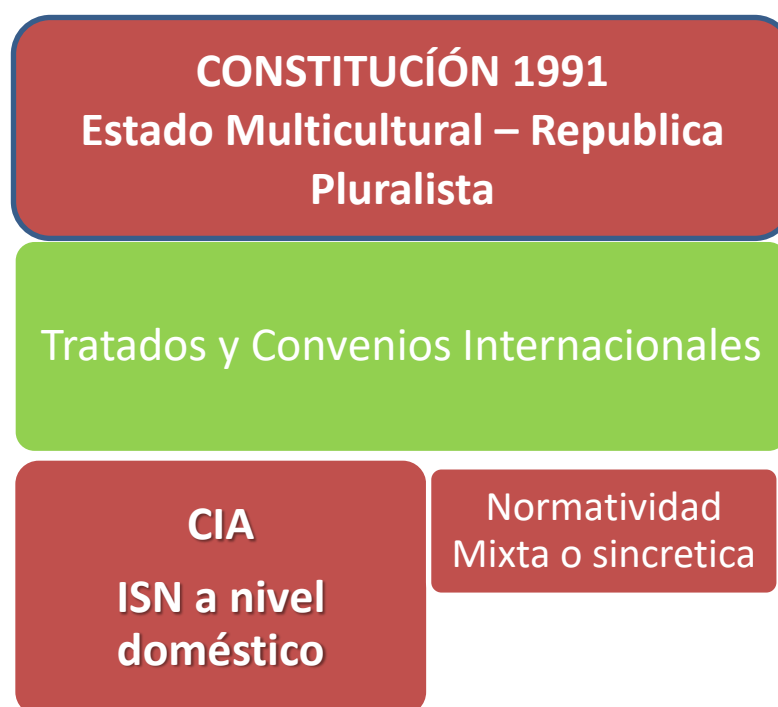 CONSTITUCÍÓN 1991
Estado Multicultural – Republica
Pluralista
Tratados y Convenios Internacionales
CIA
ISN a nivel
doméstico
Normatividad
Mixta o sincretica